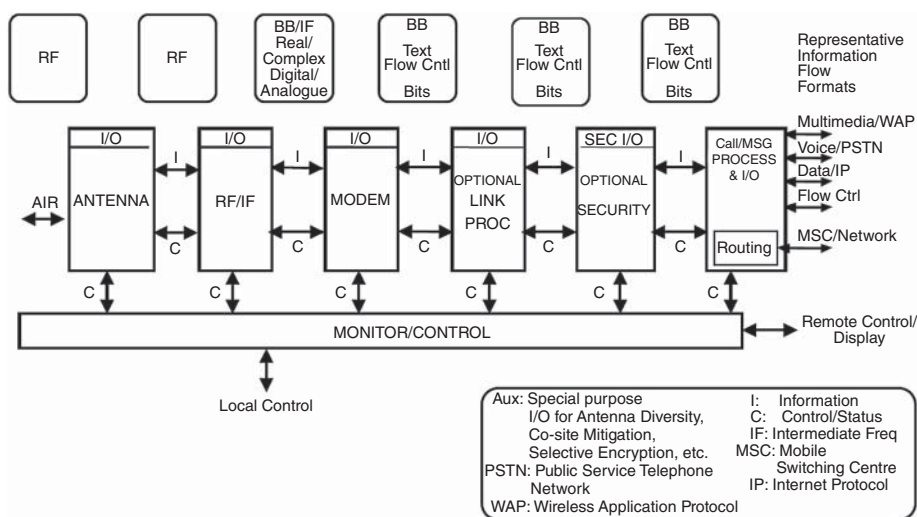 RF
RF
BB/IF
Real/
Complex
Digital/
Analogue
BB
Text
Flow Cntl
Bits
BB
Text
Flow Cntl
Bits
BB
Text
Flow Cntl
Bits
Representative
Information
Flow
Formats
I/O
ANTENNA
I/O
RF/IF
I/O
MODEM
I/O
OPTIONAL
LINK
PROC
SEC I/O
OPTIONAL
SECURITY
Call/MSG
PROCESS
& I/O
Routing
Multimedia/WAP
Voice/PSTN
Data/IP
Flow Ctrl
MSC/Network
AIR
I
I
I
I
I
C
C
C
C
C
C
C
C
C
C
C
MONITOR/CONTROL
Remote Control/
Display
Local Control
Aux: Special purpose
I/O for Antenna Diversity,
Co-site Mitigation,
Selective Encryption, etc.
PSTN: Public Service Telephone
Network
WAP: Wireless Application Protocol
I: Information
C: Control/Status
IF: Intermediate Freq
MSC: Mobile
Switching Centre
IP: Internet Protocol